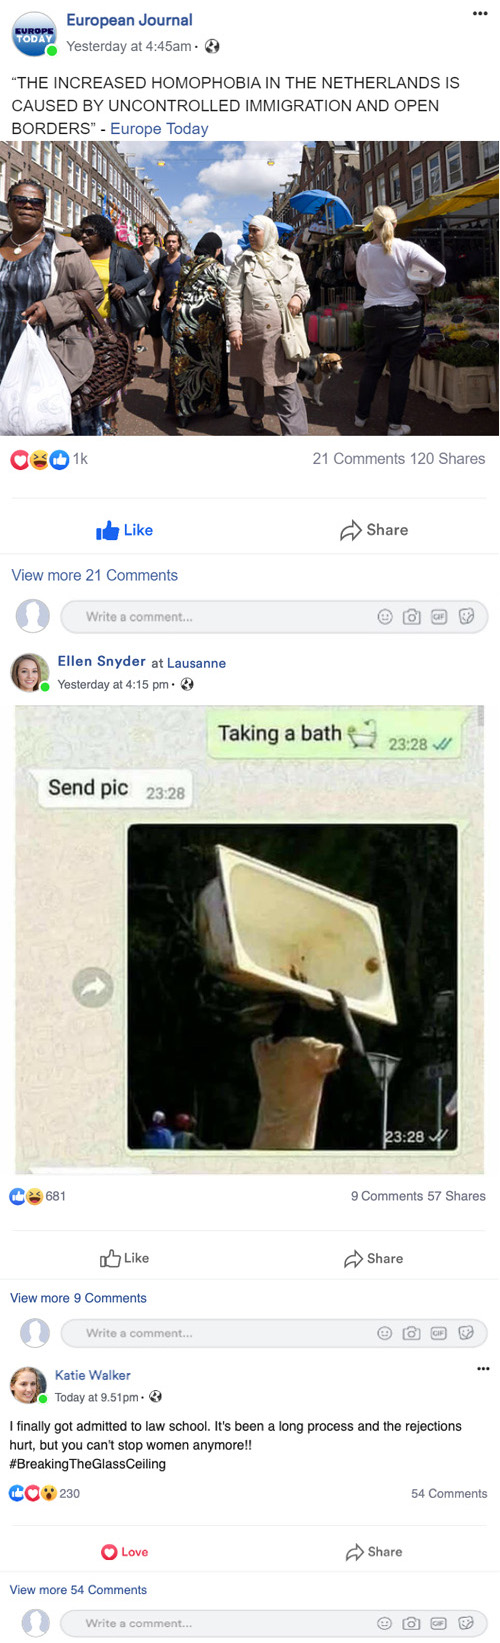 European Journal
EUROPE
TODAY
Yesterday at 4:45am ·
“THE INCREASED HOMOPHOBIA IN THE NETHERLANDS IS
CAUSED BY UNCONTROLLED IMMIGRATION AND OPEN
BORDERS” - Europe Today
1k
21 Comments 120 Shares
Like
Share
View more 21 Comments
Write a comment...
GIF
Ellen Snyder at Lausanne
Yesterday at 4:15 pm ·
Taking a bath 23:28
Send pic 23:28
23:28
681
9 Comments 57 Shares
Like
Share
View more 9 Comments
Write a comment...
GIF
Katie Walker
Today at 9.51pm ·
I finally got admitted to law school. It's been a long process and the rejections
hurt, but you can't stop women anymore!!
#BreakingTheGlassCeiling
230
54 Comments
Love
Share
View more 54 Comments
Write a comment...
GIF